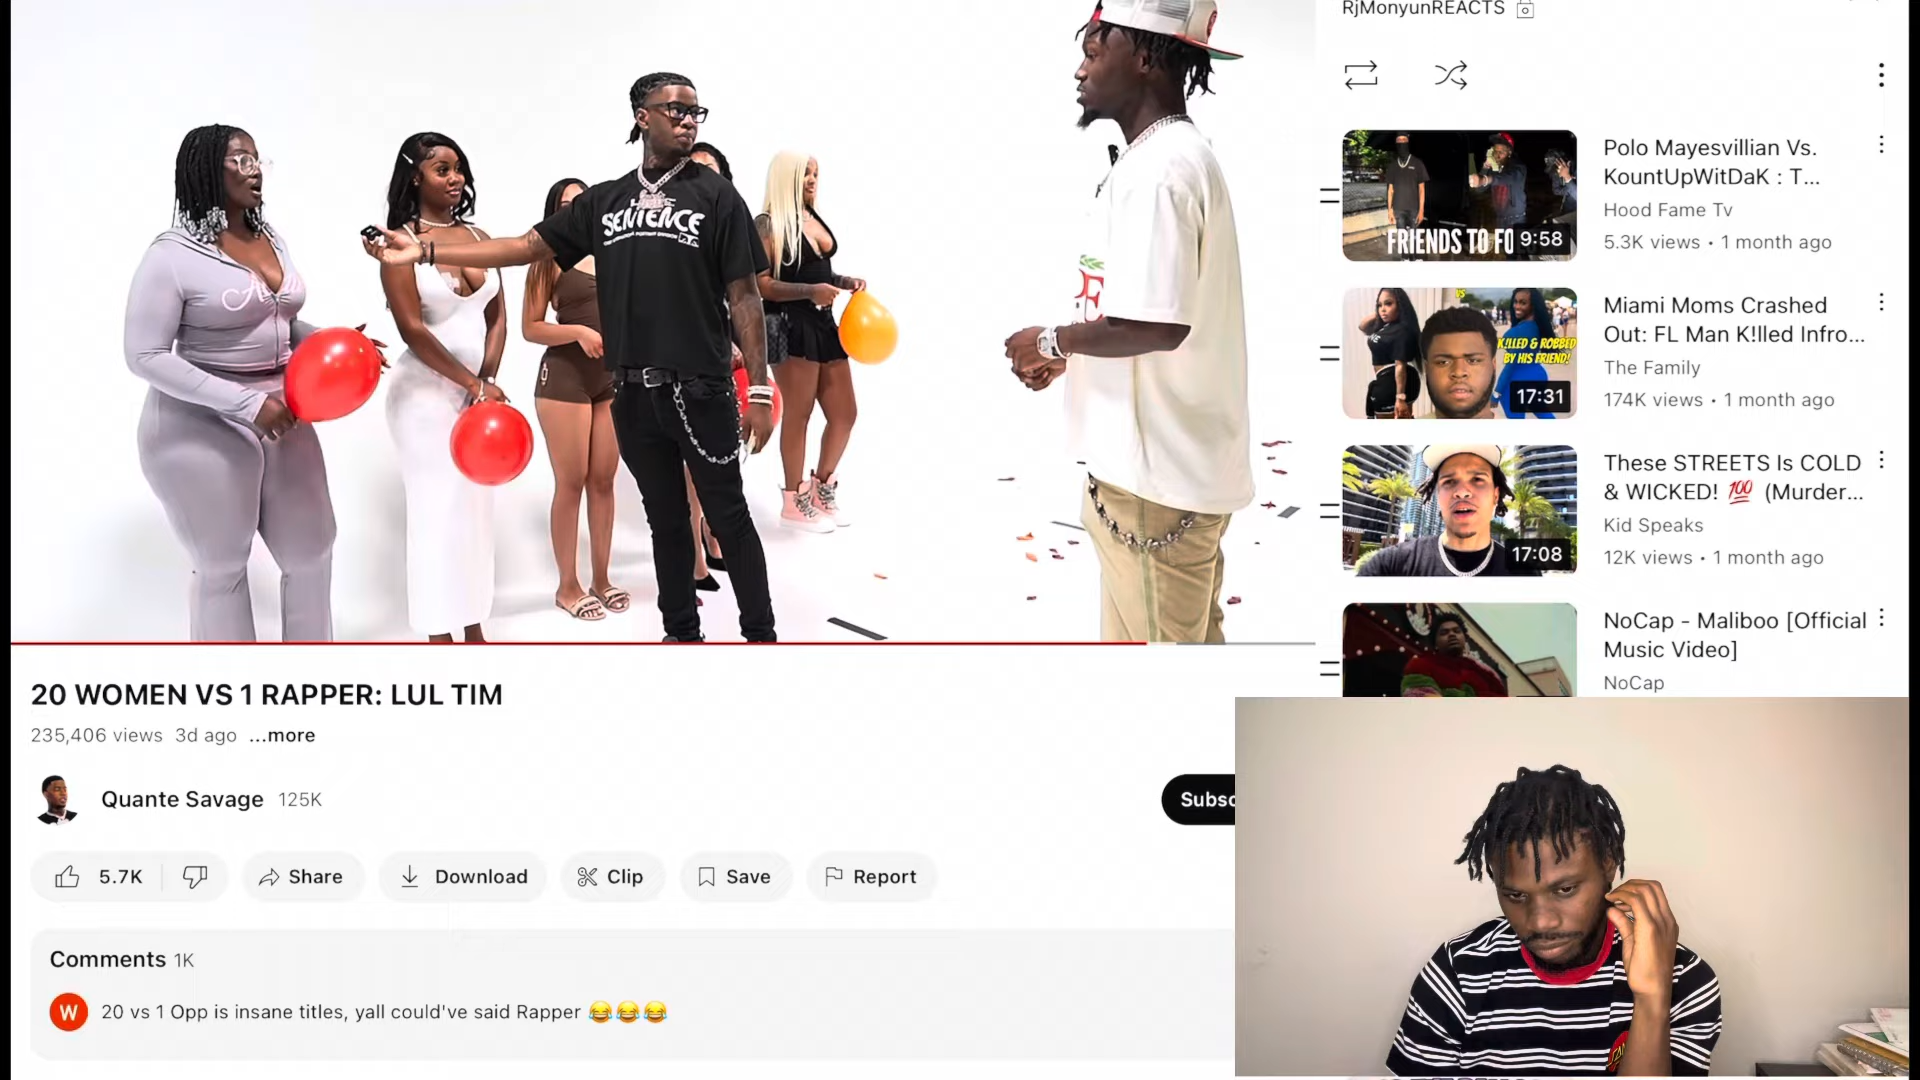 RjMonyunREACTS
SENTENCE
Polo Mayesvillian Vs.
KountUpWitDaK : T...
Hood Fame Tv
5.3K views • 1 month ago
FRIENDS TO FO
9:58
Miami Moms Crashed
Out: FL Man K!lled Infro...
The Family
174K views • 1 month ago
VS
K!LLED & ROBBED
BY HIS FRIEND!
17:31
These STREETS Is COLD
& WICKED! 💯 (Murder...
Kid Speaks
12K views • 1 month ago
17:08
NoCap - Maliboo [Official
Music Video]
NoCap
20 WOMEN VS 1 RAPPER: LUL TIM
235,406 views 3d ago ...more
Quante Savage 125K
Subsc
5.7K
Share
Download
Clip
Save
Report
Comments 1K
W
20 vs 1 Opp is insane titles, yall could've said Rapper 😂😂😂